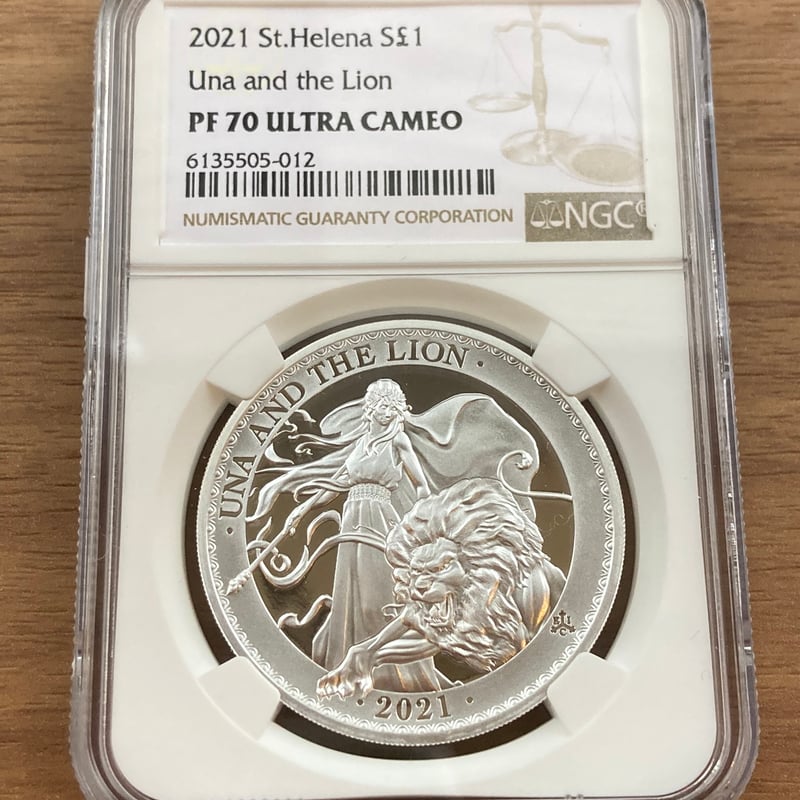 2021 St.Helena S£1
Una and the Lion
PF 70 ULTRA CAMEO
6135505-012
NUMISMATIC GUARANTY CORPORATION
NGC®
· UNA AND THE LION ·
· 2021 ·